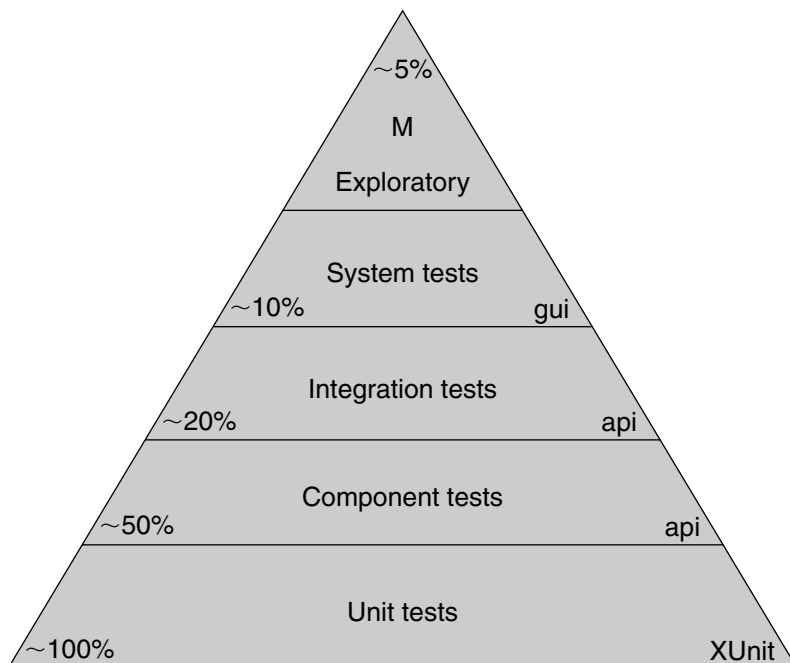 ∼5%
M
Exploratory
System tests
∼10%
gui
Integration tests
∼20%
api
Component tests
∼50%
api
Unit tests
∼100%
XUnit